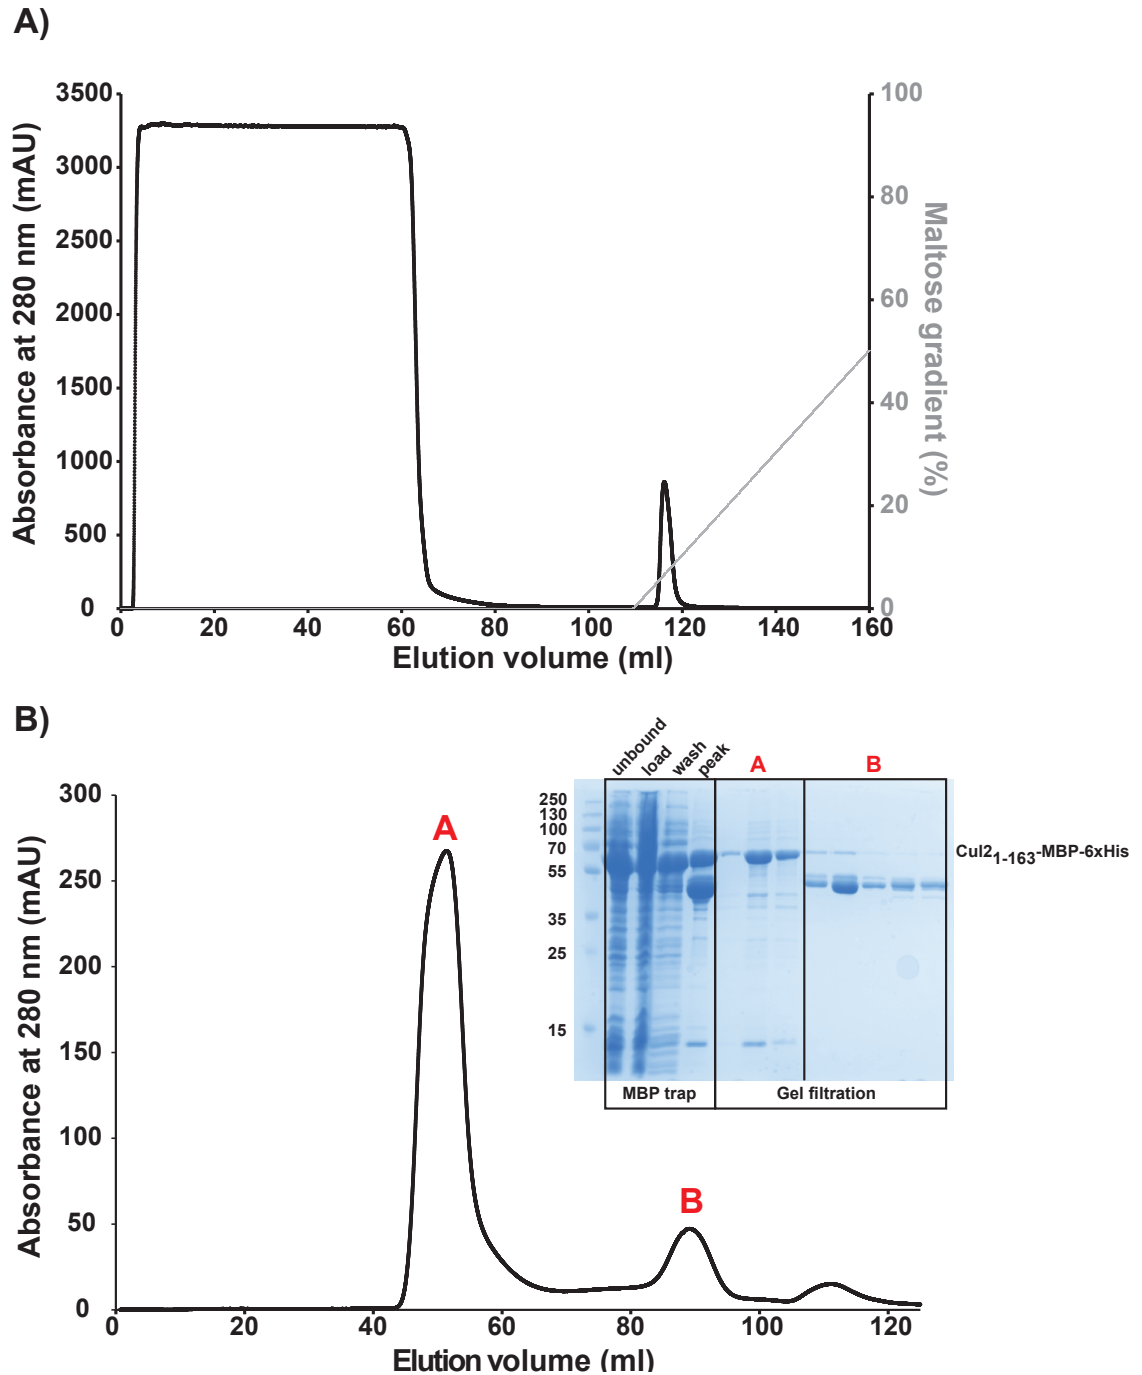 A)
3500
3000
2500
2000
1500
1000
500
0
Absorbance at 280 nm (mAU)
100
80
60
40
20
0
Maltose gradient (%)
0 20 40 60 80 100 120 140 160
Elution volume (ml)
B)
300
250
200
150
100
50
0
Absorbance at 280 nm (mAU)
A
B
0 20 40 60 80 100 120
Elution volume (ml)
unbound load wash peak A B
250
130
100
70
55
35
25
15
Cul21-163-MBP-6xHis
MBP trap Gel filtration